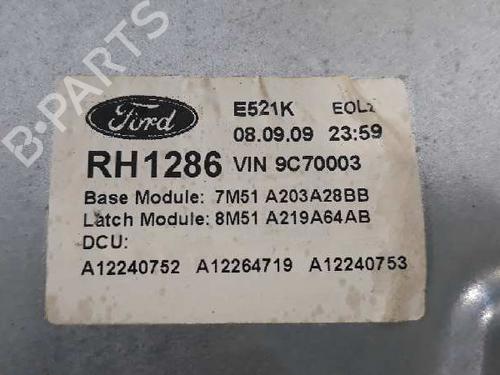 B-PARTS
Ford E521K EOL2
08.09.09 23:59
RH1286 VIN 9C70003
Base Module: 7M51 A203A28BB
Latch Module: 8M51 A219A64AB
DCU:
A12240752 A12264719 A12240753